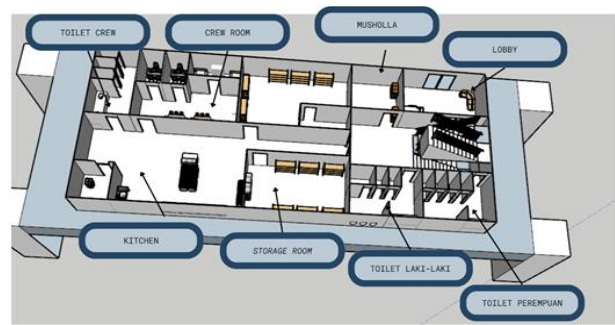 TOILET CREW
CREW ROOM
MUSHOLLA
LOBBY
KITCHEN
STORAGE ROOM
TOILET LAKI-LAKI
TOILET PEREMPUAN